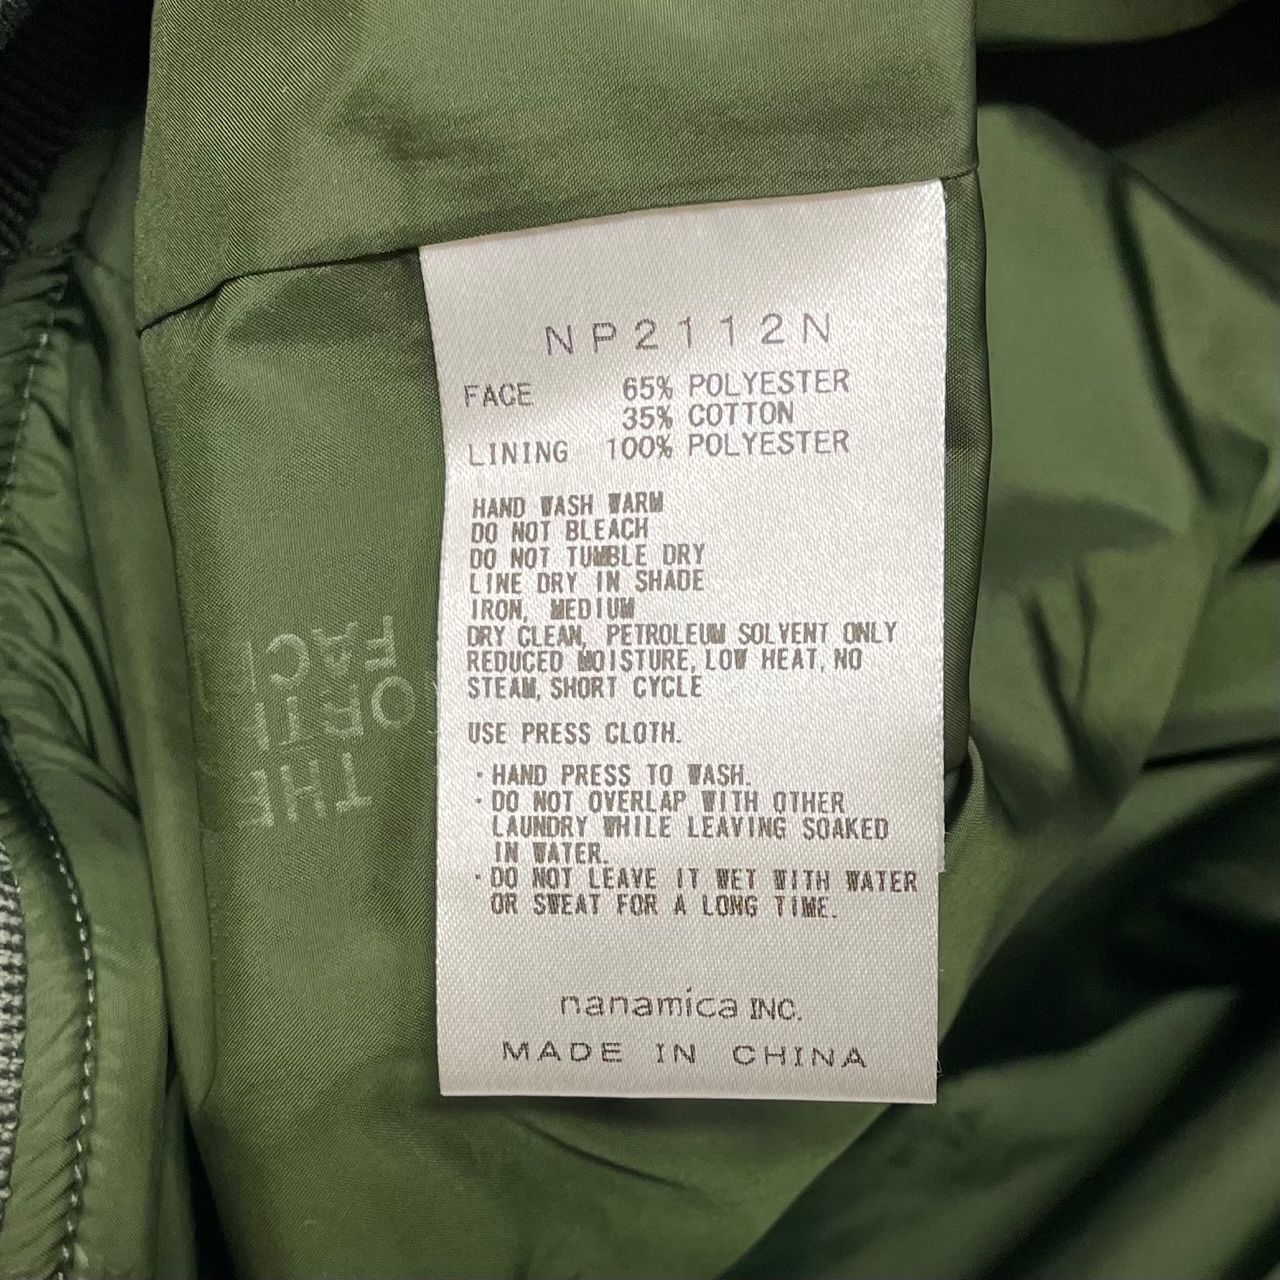 NP2112N
FACE 65% POLYESTER
35% COTTON
LINING 100% POLYESTER
HAND WASH WARM
DO NOT BLEACH
DO NOT TUMBLE DRY
LINE DRY IN SHADE
IRON, MEDIUM
DRY CLEAN, PETROLEUM SOLVENT ONLY
REDUCED MOISTURE, LOW HEAT, NO
STEAM, SHORT CYCLE
USE PRESS CLOTH.
・HAND PRESS TO WASH.
・DO NOT OVERLAP WITH OTHER
LAUNDRY WHILE LEAVING SOAKED
IN WATER.
・DO NOT LEAVE IT WET WITH WATER
OR SWEAT FOR A LONG TIME.
nanamica INC.
MADE IN CHINA
THE
FAC